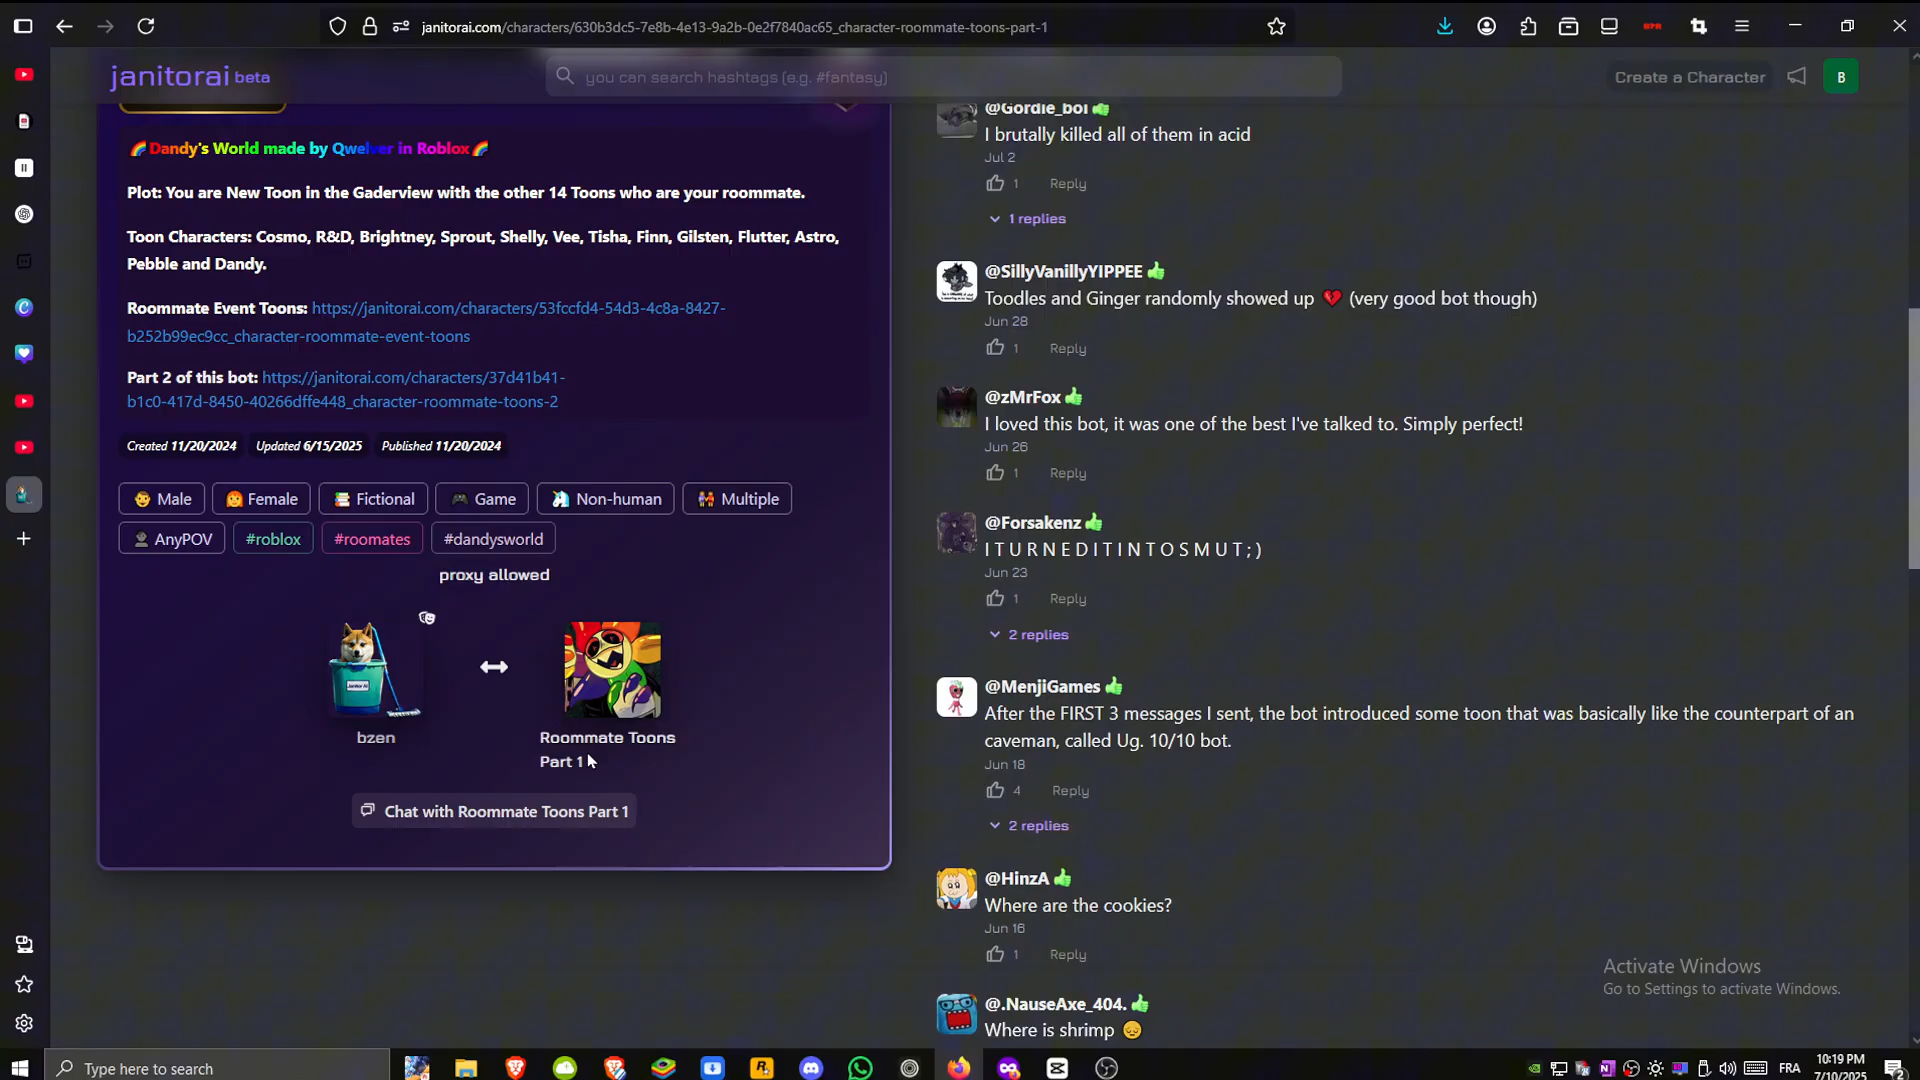 janitorai.com/characters/630b3dc5-7e8b-4e13-9a2b-0e2f7840ac65_character-roommate-toons-part-1
janitorai beta
you can search hashtags (e.g. #fantasy)
Create a Character
B
🌈Dandy's World made by Qwelver in Roblox🌈
Plot: You are New Toon in the Gaderview with the other 14 Toons who are your roommate.
Toon Characters: Cosmo, R&D, Brightney, Sprout, Shelly, Vee, Tisha, Finn, Gilsten, Flutter, Astro,
Pebble and Dandy.
Roommate Event Toons: https://janitorai.com/characters/53fccfd4-54d3-4c8a-8427-
b252b99ec9cc_character-roommate-event-toons
Part 2 of this bot: https://janitorai.com/characters/37d41b41-
b1c0-417d-8450-40266dffe448_character-roommate-toons-2
Created 11/20/2024 Updated 6/15/2025 Published 11/20/2024
Male Female Fictional Game Non-human Multiple
AnyPOV #roblox #roomates #dandysworld
proxy allowed
Janitor AI
bzen
Roommate Toons
Part 1
Chat with Roommate Toons Part 1
@Gordie_boi
I brutally killed all of them in acid
Jul 2
1 Reply
1 replies
@SillyVanillyYIPPEE
Toodles and Ginger randomly showed up 💔 (very good bot though)
Jun 28
1 Reply
@zMrFox
I loved this bot, it was one of the best I've talked to. Simply perfect!
Jun 26
1 Reply
@Forsakenz
I T U R N E D I T I N T O S M U T ; )
Jun 23
1 Reply
2 replies
@MenjiGames
After the FIRST 3 messages I sent, the bot introduced some toon that was basically like the counterpart of an
caveman, called Ug. 10/10 bot.
Jun 18
4 Reply
2 replies
@HinzA
Where are the cookies?
Jun 16
1 Reply
@.NauseAxe_404.
Where is shrimp 😞
Activate Windows
Go to Settings to activate Windows.
Type here to search
FRA
10:19 PM
7/10/2025
2